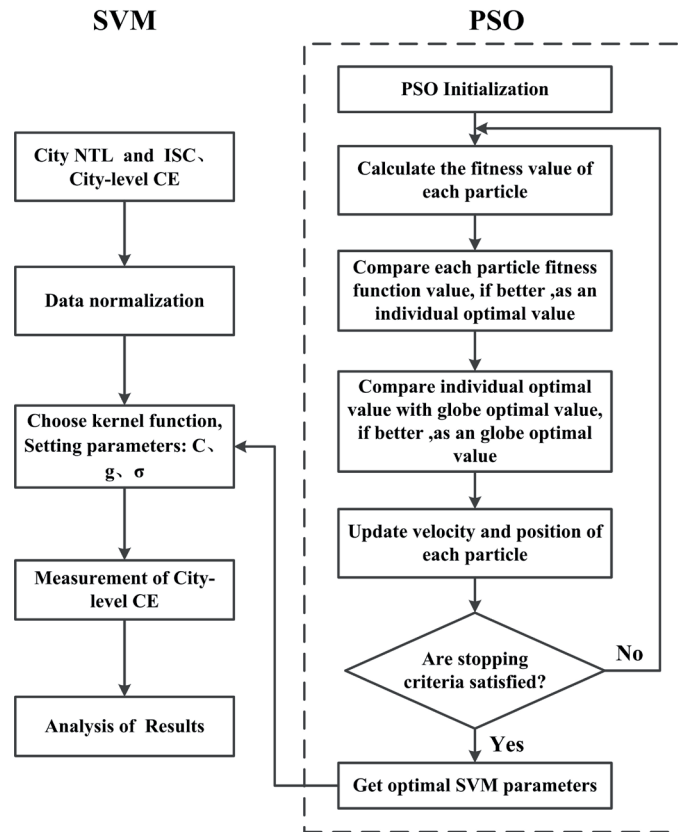 SVM
City NTL and ISC、
City-level CE
Data normalization
Choose kernel function,
Setting parameters: C、
g、σ
Measurement of City-
level CE
Analysis of Results
PSO
PSO Initialization
Calculate the fitness value of
each particle
Compare each particle fitness
function value, if better ,as an
individual optimal value
Compare individual optimal
value with globe optimal value,
if better ,as an globe optimal
value
Update velocity and position of
each particle
Are stopping
criteria satisfied?
No
Yes
Get optimal SVM parameters